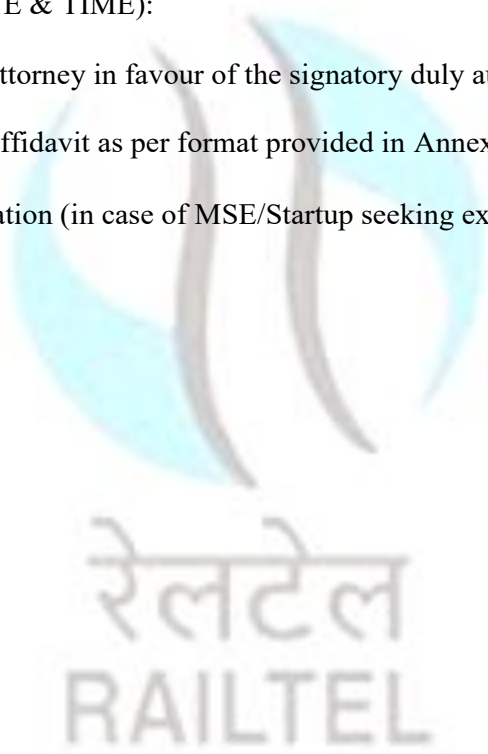 E & TIME):
ttorney in favour of the signatory duly a
ffidavit as per format provided in Annex
ation (in case of MSE/Startup seeking ex
रेलटेल
RAILTEL